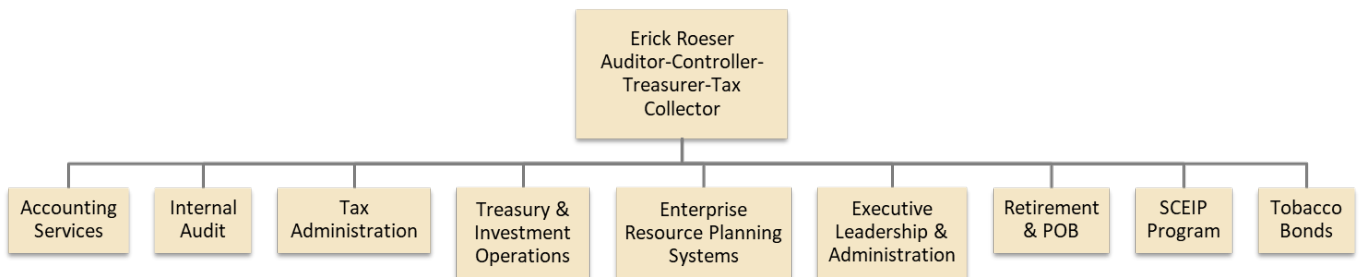 Erick Roeser
Auditor-Controller-
Treasurer-Tax
Collector
Accounting
Services
Internal
Audit
Tax
Administration
Treasury &
Investment
Operations
Enterprise
Resource Planning
Systems
Executive
Leadership &
Administration
Retirement
& POB
SCEIP
Program
Tobacco
Bonds